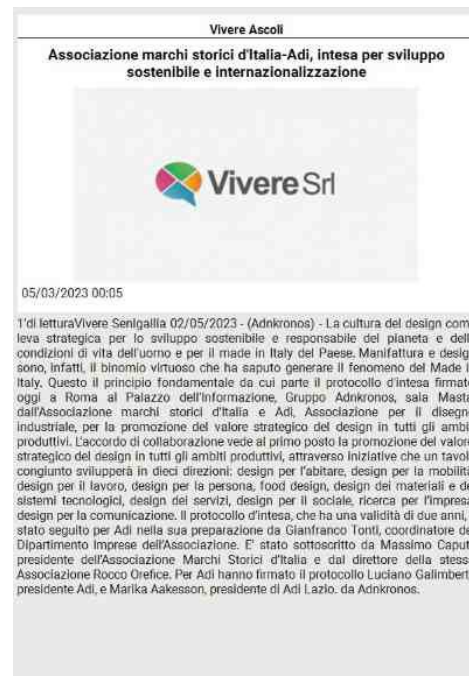 Vivere Ascoli
Associazione marchi storici d'Italia-Adi, intesa per sviluppo
sostenibile e internazionalizzazione
Vivere Srl
05/03/2023 00:05
1'di letturaVivere Senigallia 02/05/2023 - (Adnkronos) - La cultura del design com
leva strategica per lo sviluppo sostenibile e responsabile del pianeta e dell
condizioni di vita dell'uomo e per il made in Italy del Paese. Manifattura e desig
sono, infatti, il binomio virtuoso che ha saputo generare il fenomeno del Made i
Italy. Questo il principio fondamentale da cui parte il protocollo d'intesa firmat
oggi a Roma al Palazzo dell'Informazione, Gruppo Adnkronos, sala Masta
dall'Associazione marchi storici d'Italia e Adi, Associazione per il disegn
industriale, per la promozione del valore strategico del design in tutti gli ambi
produttivi. L'accordo di collaborazione vede al primo posto la promozione del valor
strategico del design in tutti gli ambiti produttivi, attraverso iniziative che un tavol
congiunto svilupperà in dieci direzioni: design per l'abitare, design per la mobilità
design per il lavoro, design per la persona, food design, design dei materiali e de
sistemi tecnologici, design dei servizi, design per il sociale, ricerca per l'impresa
design per la comunicazione. Il protocollo d'intesa, che ha una validità di due anni,
stato seguito per Adi nella sua preparazione da Gianfranco Tonti, coordinatore de
Dipartimento Imprese dell'Associazione. E' stato sottoscritto da Massimo Caput
presidente dell'Associazione Marchi Storici d'Italia e dal direttore della stess
Associazione Rocco Orefice. Per Adi hanno firmato il protocollo Luciano Galimbert
presidente Adi, e Marika Aakesson, presidente di Adi Lazio. da Adnkronos.